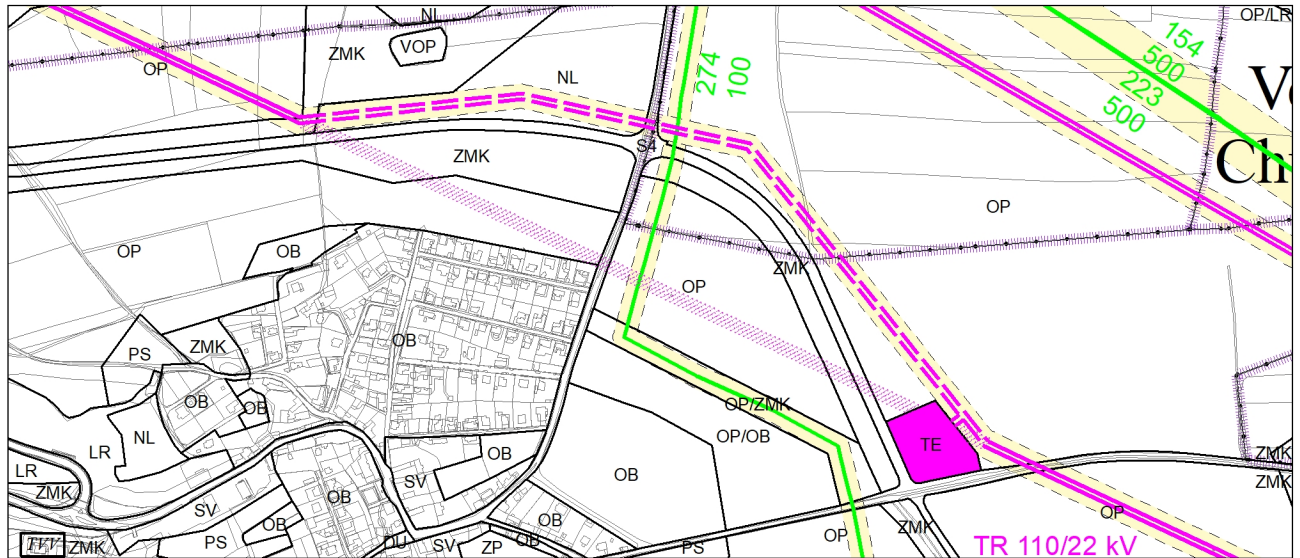 NL
OP/LR
ZMK
VOP
OP
NL
274
100
154
500
223
500
S4
ZMK
OP
OP
OB
ZMK
OP
OB
PS
ZMK
OB
OB
OP/ZMK
OP/OB
NL
LR
TE
OB
OB
SV
LR
ZMK
ZMK
ZMK
OB
SV
OB
OB
OP
OP
ZMK
TVV
ZMK
PS
OU
SV
ZP
OB
PS
TR 110/22 kV